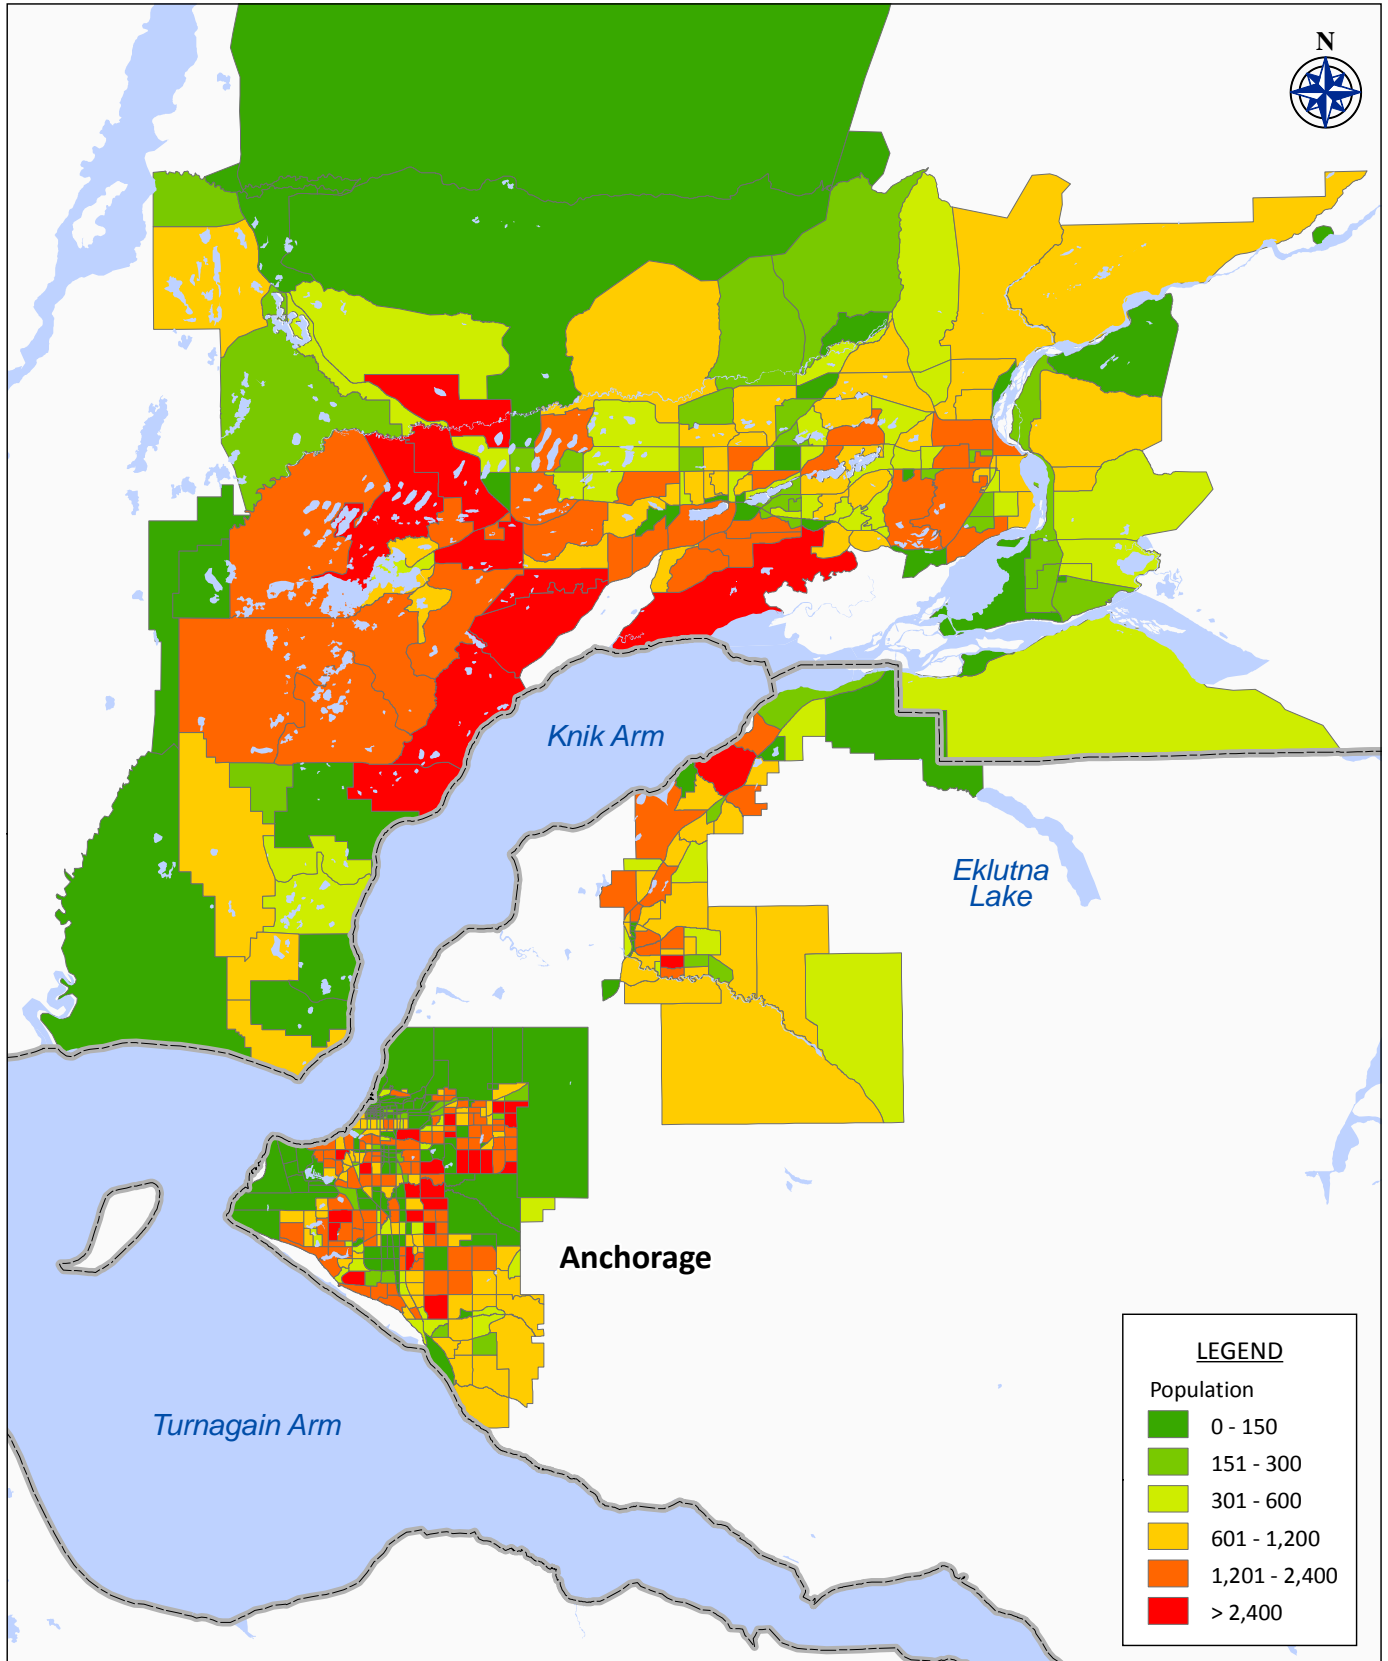 N
Knik Arm
Eklutna
Lake
Anchorage
Turnagain Arm
LEGEND
Population
0 - 150
151 - 300
301 - 600
601 - 1,200
1,201 - 2,400
> 2,400